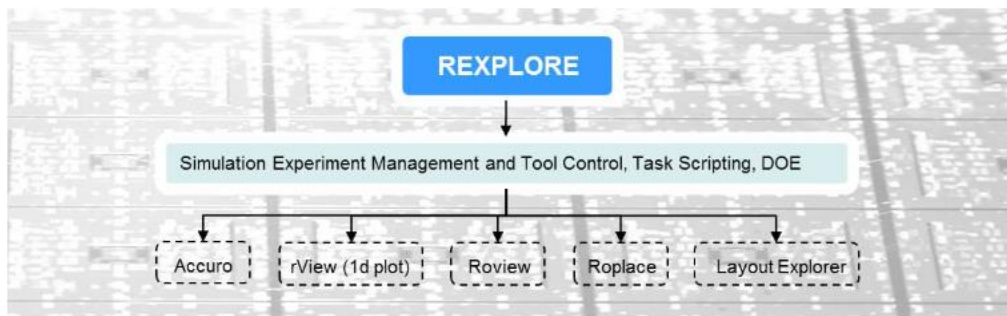 REXPLORE
Simulation Experiment Management and Tool Control, Task Scripting, DOE
Accuro
rView (1d plot)
Roview
Roplace
Layout Explorer